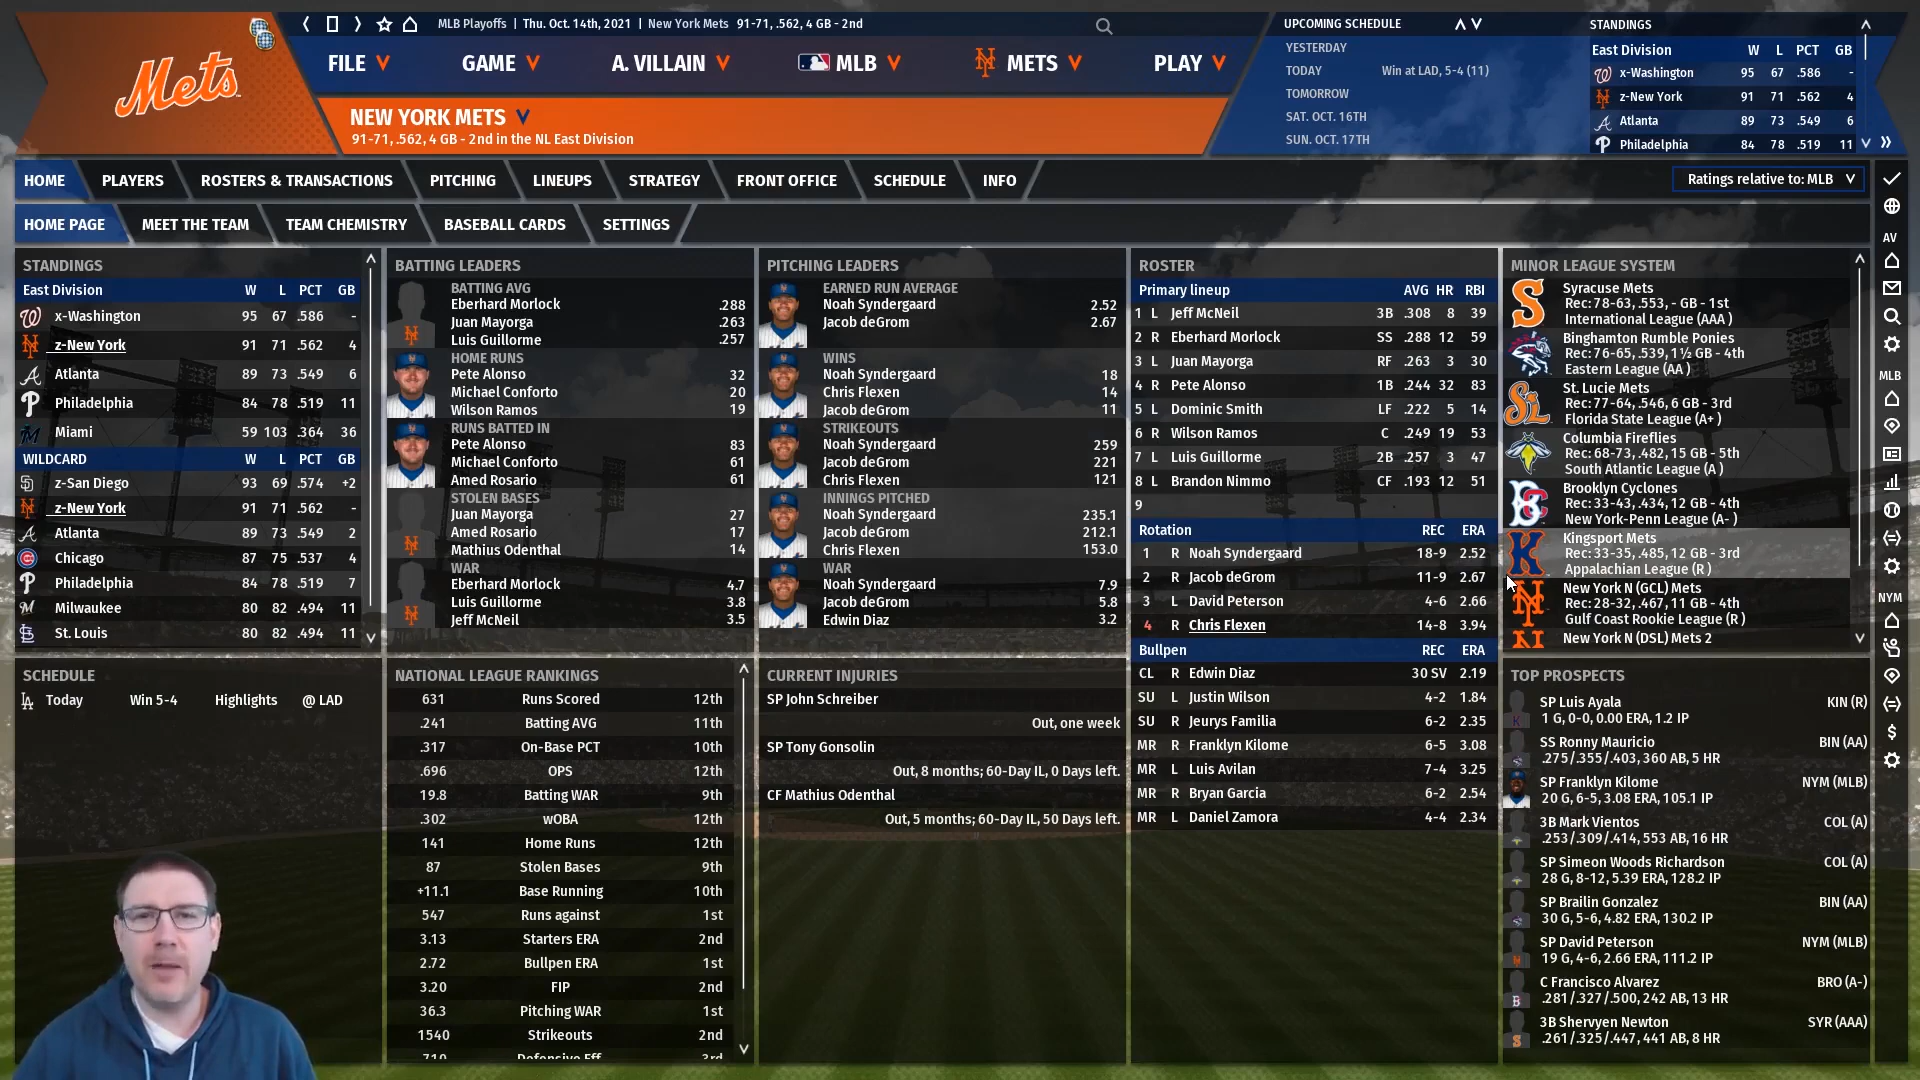 Mets
MLB Playoffs | Thu. Oct. 14th, 2021 | New York Mets 91-71, .562, 4 GB - 2nd
FILE GAME A. VILLAIN MLB METS PLAY
NEW YORK METS
91-71, .562, 4 GB - 2nd in the NL East Division
UPCOMING SCHEDULE
YESTERDAY
TODAY Win at LAD, 5-4 (11)
TOMORROW
SAT. OCT. 16TH
SUN. OCT. 17TH
STANDINGS
East Division W L PCT GB
x-Washington 95 67 .586 -
z-New York 91 71 .562 4
Atlanta 89 73 .549 6
Philadelphia 84 78 .519 11
HOME PLAYERS ROSTERS & TRANSACTIONS PITCHING LINEUPS STRATEGY FRONT OFFICE SCHEDULE INFO
Ratings relative to: MLB
HOME PAGE MEET THE TEAM TEAM CHEMISTRY BASEBALL CARDS SETTINGS
STANDINGS
East Division W L PCT GB
x-Washington 95 67 .586 -
z-New York 91 71 .562 4
Atlanta 89 73 .549 6
Philadelphia 84 78 .519 11
Miami 59 103 .364 36
WILDCARD W L PCT GB
z-San Diego 93 69 .574 +2
z-New York 91 71 .562 -
Atlanta 89 73 .549 2
Chicago 87 75 .537 4
Philadelphia 84 78 .519 7
Milwaukee 80 82 .494 11
St. Louis 80 82 .494 11
BATTING LEADERS
BATTING AVG
Eberhard Morlock .288
Juan Mayorga .263
Luis Guillorme .257
HOME RUNS
Pete Alonso 32
Michael Conforto 20
Wilson Ramos 19
RUNS BATTED IN
Pete Alonso 83
Michael Conforto 61
Amed Rosario 61
STOLEN BASES
Juan Mayorga 27
Amed Rosario 17
Mathius Odenthal 14
WAR
Eberhard Morlock 4.7
Luis Guillorme 3.8
Jeff McNeil 3.5
PITCHING LEADERS
EARNED RUN AVERAGE
Noah Syndergaard 2.52
Jacob deGrom 2.67
WINS
Noah Syndergaard 18
Chris Flexen 14
Jacob deGrom 11
STRIKEOUTS
Noah Syndergaard 259
Jacob deGrom 221
Chris Flexen 121
INNINGS PITCHED
Noah Syndergaard 235.1
Jacob deGrom 212.1
Chris Flexen 153.0
WAR
Noah Syndergaard 7.9
Jacob deGrom 5.8
Edwin Diaz 3.2
ROSTER
Primary lineup AVG HR RBI
1 L Jeff McNeil 3B .308 8 39
2 R Eberhard Morlock SS .288 12 59
3 L Juan Mayorga RF .263 3 30
4 R Pete Alonso 1B .244 32 83
5 L Dominic Smith LF .222 5 14
6 R Wilson Ramos C .249 19 53
7 L Luis Guillorme 2B .257 3 47
8 L Brandon Nimmo CF .193 12 51
9
Rotation REC ERA
1 R Noah Syndergaard 18-9 2.52
2 R Jacob deGrom 11-9 2.67
3 L David Peterson 4-6 2.66
4 R Chris Flexen 14-8 3.94
Bullpen REC ERA
CL R Edwin Diaz 30 SV 2.19
SU L Justin Wilson 4-2 1.84
SU R Jeurys Familia 6-2 2.35
MR R Franklyn Kilome 6-5 3.08
MR L Luis Avilan 7-4 3.25
MR R Bryan Garcia 6-2 2.54
MR L Daniel Zamora 4-4 2.34
MINOR LEAGUE SYSTEM
Syracuse Mets
Rec: 78-63, .553, - GB - 1st
International League (AAA )
Binghamton Rumble Ponies
Rec: 76-65, .539, 1 ½ GB - 4th
Eastern League (AA )
St. Lucie Mets
Rec: 77-64, .546, 6 GB - 3rd
Florida State League (A+ )
Columbia Fireflies
Rec: 68-73, .482, 15 GB - 5th
South Atlantic League (A )
Brooklyn Cyclones
Rec: 33-43, .434, 12 GB - 4th
New York-Penn League (A- )
Kingsport Mets
Rec: 33-35, .485, 12 GB - 3rd
Appalachian League (R )
New York N (GCL) Mets
Rec: 28-32, .467, 11 GB - 4th
Gulf Coast Rookie League (R )
New York N (DSL) Mets 2
AV
MLB
NYM
SCHEDULE
Today Win 5-4 Highlights @ LAD
NATIONAL LEAGUE RANKINGS
631 Runs Scored 12th
.241 Batting AVG 11th
.317 On-Base PCT 10th
.696 OPS 12th
19.8 Batting WAR 9th
.302 wOBA 12th
141 Home Runs 12th
87 Stolen Bases 9th
+11.1 Base Running 10th
547 Runs against 1st
3.13 Starters ERA 2nd
2.72 Bullpen ERA 1st
3.20 FIP 2nd
36.3 Pitching WAR 1st
1540 Strikeouts 2nd
.710 Defensive Eff 3rd
CURRENT INJURIES
SP John Schreiber
Out, one week
SP Tony Gonsolin
Out, 8 months; 60-Day IL, 0 Days left.
CF Mathius Odenthal
Out, 5 months; 60-Day IL, 50 Days left.
TOP PROSPECTS
SP Luis Ayala KIN (R)
1 G, 0-0, 0.00 ERA, 1.2 IP
SS Ronny Mauricio BIN (AA)
.275/.355/.403, 360 AB, 5 HR
SP Franklyn Kilome NYM (MLB)
20 G, 6-5, 3.08 ERA, 105.1 IP
3B Mark Vientos COL (A)
.253/.309/.414, 553 AB, 16 HR
SP Simeon Woods Richardson COL (A)
28 G, 8-12, 5.39 ERA, 128.2 IP
SP Brailin Gonzalez BIN (AA)
30 G, 5-6, 4.82 ERA, 130.2 IP
SP David Peterson NYM (MLB)
19 G, 4-6, 2.66 ERA, 111.2 IP
C Francisco Alvarez BRO (A-)
.281/.327/.500, 242 AB, 13 HR
3B Shervyen Newton SYR (AAA)
.261/.325/.447, 441 AB, 8 HR